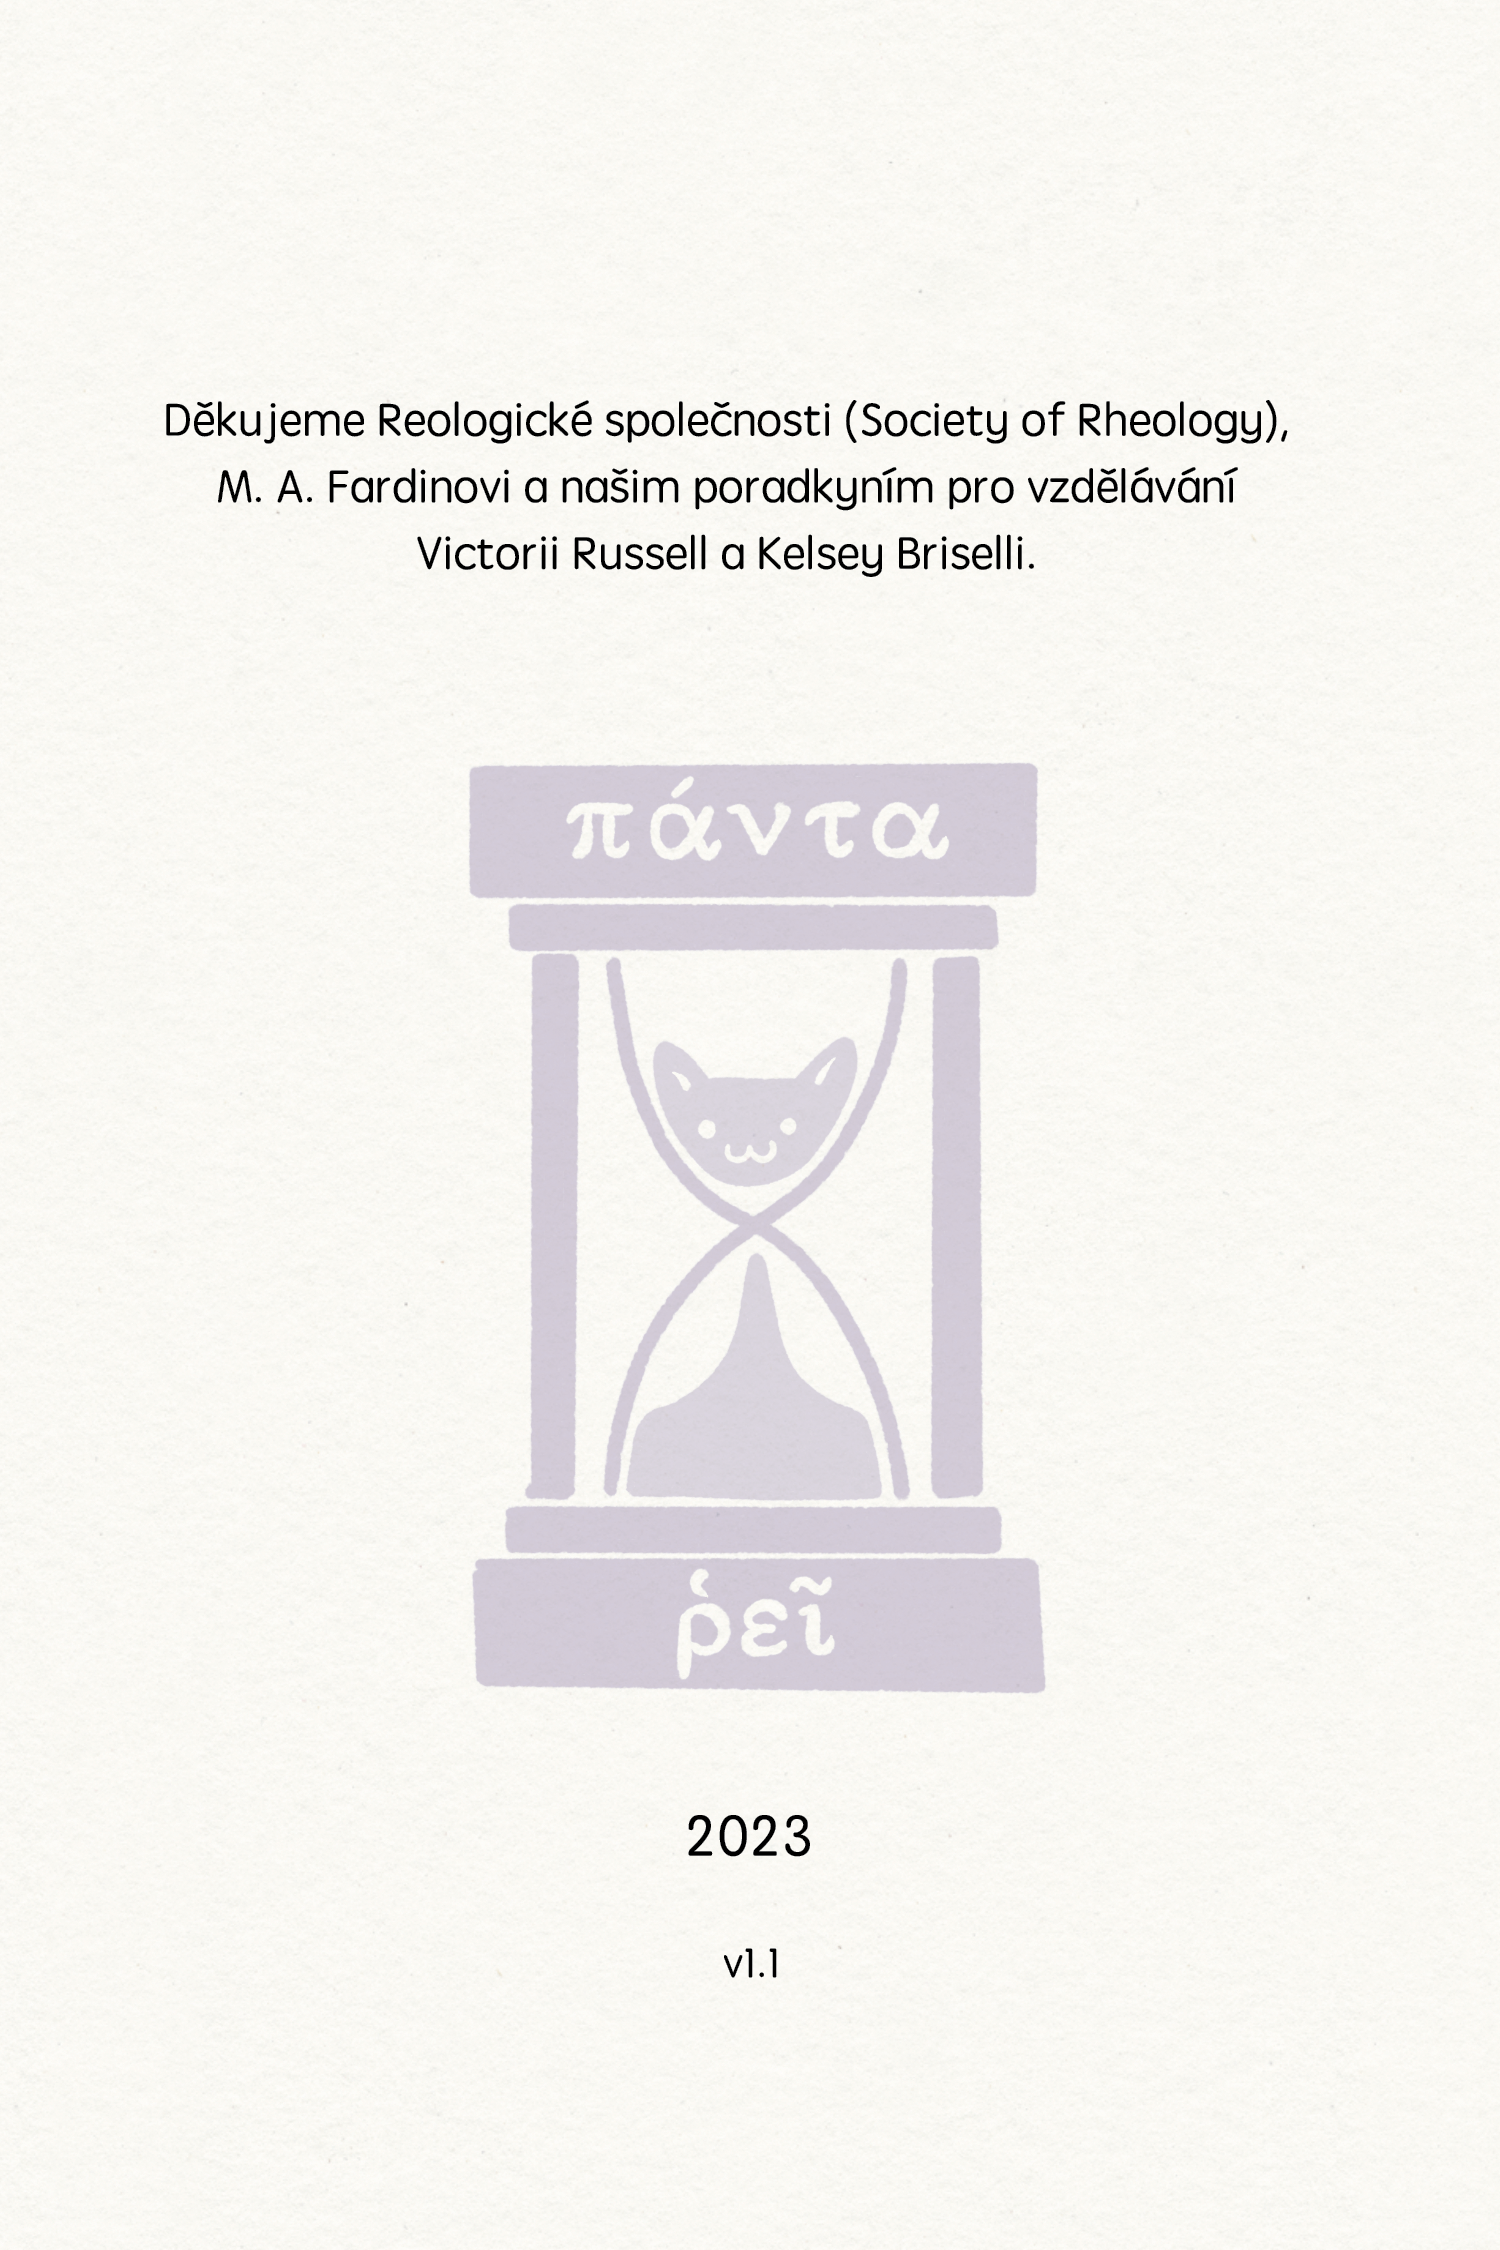 Děkujeme Reologické společnosti (Society of Rheology),
M. A. Fardinovi a našim poradkyním pro vzdělávání
Victorii Russell a Kelsey Briselli.
πάντα
ῥεῖ
2023
v1.1